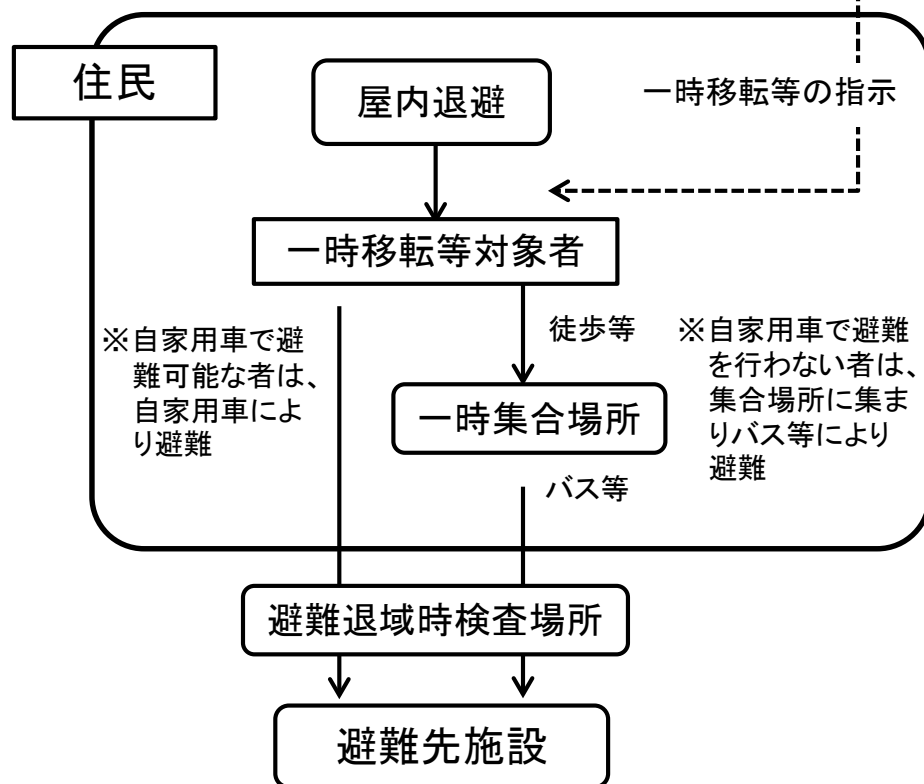 住民
屋内退避
一時移転等の指示
一時移転等対象者
※自家用車で避
難可能な者は、
自家用車によ
り避難
徒歩等
※自家用車で避難
を行わない者は、
集合場所に集ま
りバス等により
避難
一時集合場所
バス等
避難退域時検査場所
避難先施設